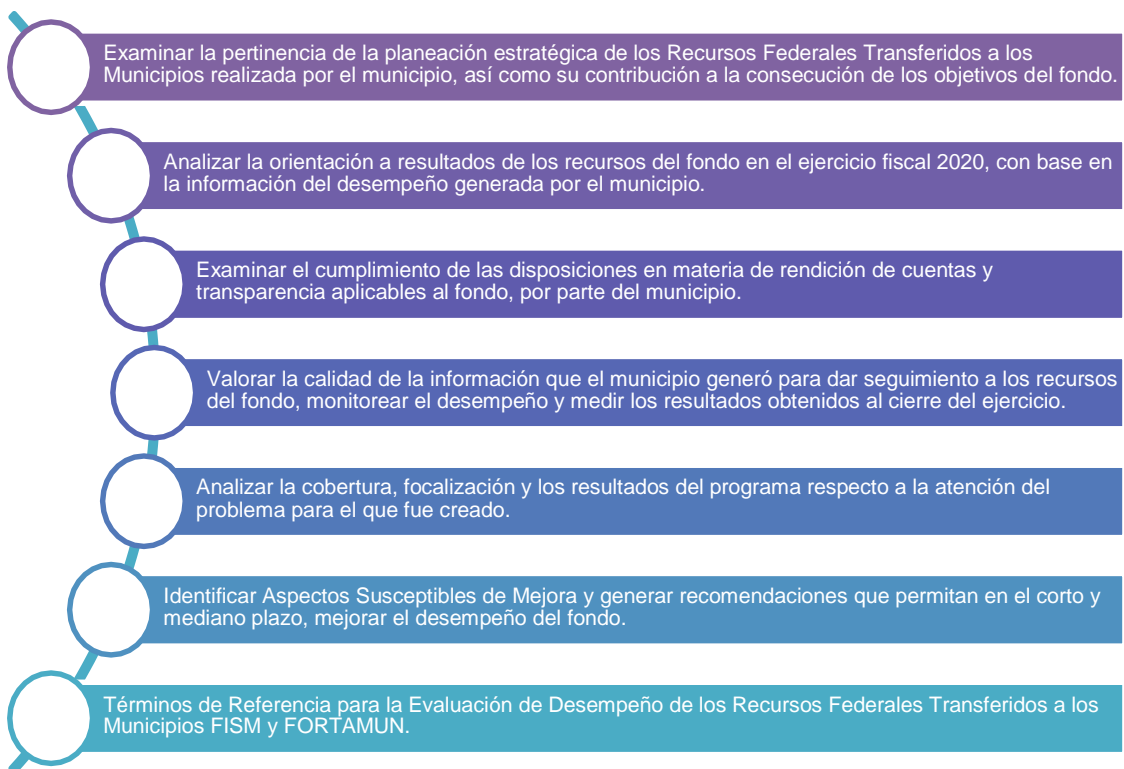 Examinar la pertinencia de la planeación estratégica de los Recursos Federales Transferidos a los
Municipios realizada por el municipio, así como su contribución a la consecución de los objetivos del fondo.
Analizar la orientación a resultados de los recursos del fondo en el ejercicio fiscal 2020, con base en
la información del desempeño generada por el municipio.
Examinar el cumplimiento de las disposiciones en materia de rendición de cuentas y
transparencia aplicables al fondo, por parte del municipio.
Valorar la calidad de la información que el municipio generó para dar seguimiento a los recursos
del fondo, monitorear el desempeño y medir los resultados obtenidos al cierre del ejercicio.
Analizar la cobertura, focalización y los resultados del programa respecto a la atención del
problema para el que fue creado.
Identificar Aspectos Susceptibles de Mejora y generar recomendaciones que permitan en el corto y
mediano plazo, mejorar el desempeño del fondo.
Términos de Referencia para la Evaluación de Desempeño de los Recursos Federales Transferidos a los
Municipios FISM y FORTAMUN.